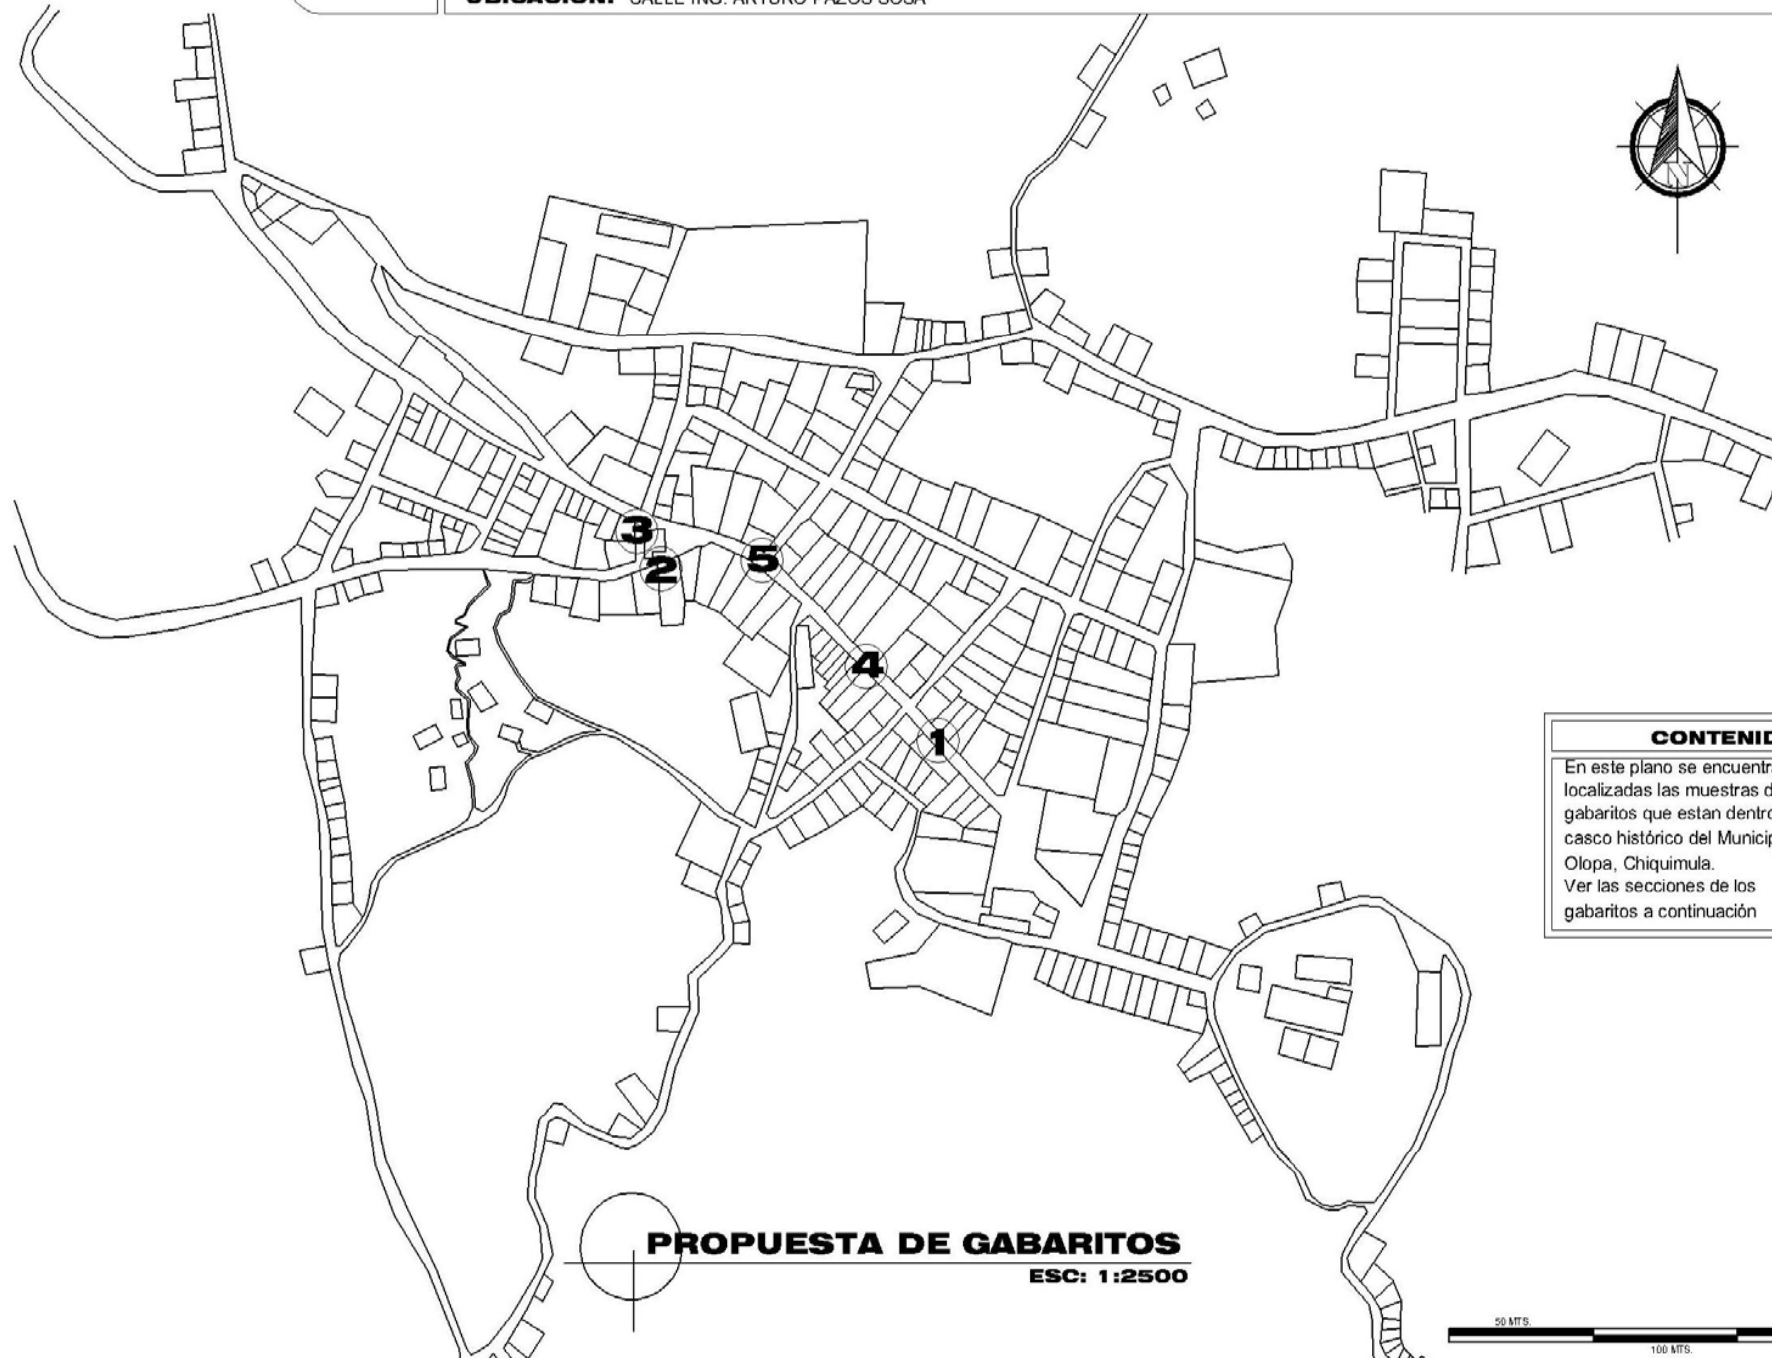 CALLE ING. ARTURO PAZOS SOSA
N
3
5
2
4
1
CONTENID
En este plano se encuentra
localizadas las muestras d
gabaritos que estan dentro
casco histórico del Municip
Olopa, Chiquimula.
Ver las secciones de los
gabaritos a continuación
PROPUESTA DE GABARITOS
ESC: 1:2500
50 MTS.
100 MTS.